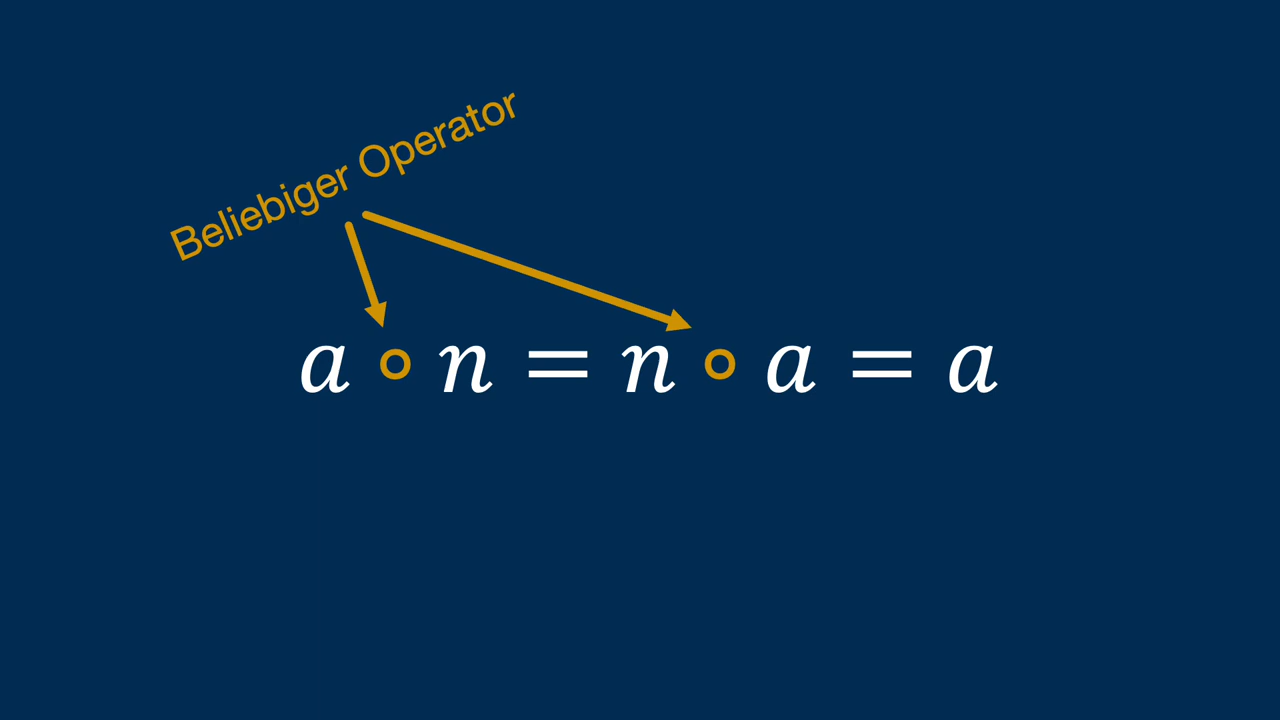 Beliebiger Operator
a ∘ n = n ∘ a = a